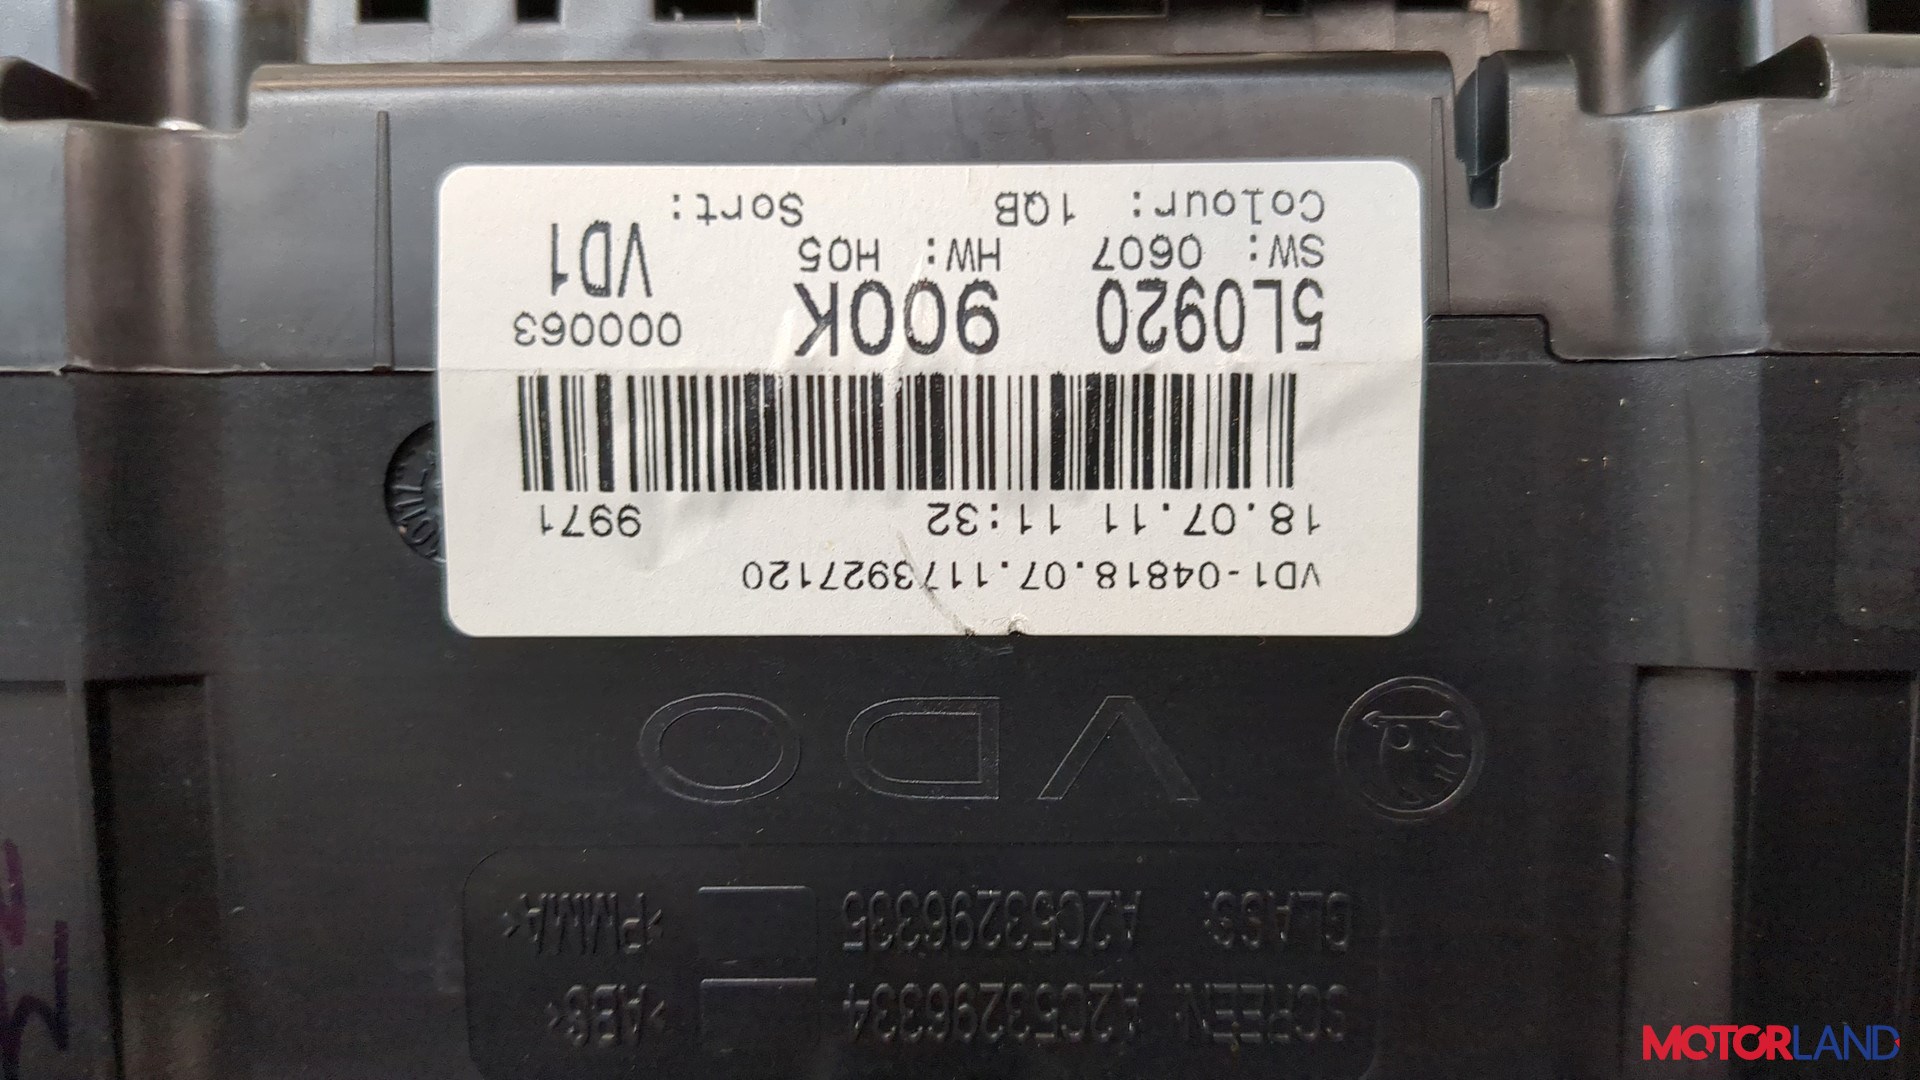 SCREEN: A2C53296334 >ABS<
GLASS: A2C53296335 >PMMA<
VDO
VD1-04818.07.1173927120
18.07.11 11:32 9971
5L0920 900K 000063
SW: 0607 HW: H05 VD1
Colour: 1QB Sort:
MOTORLAND